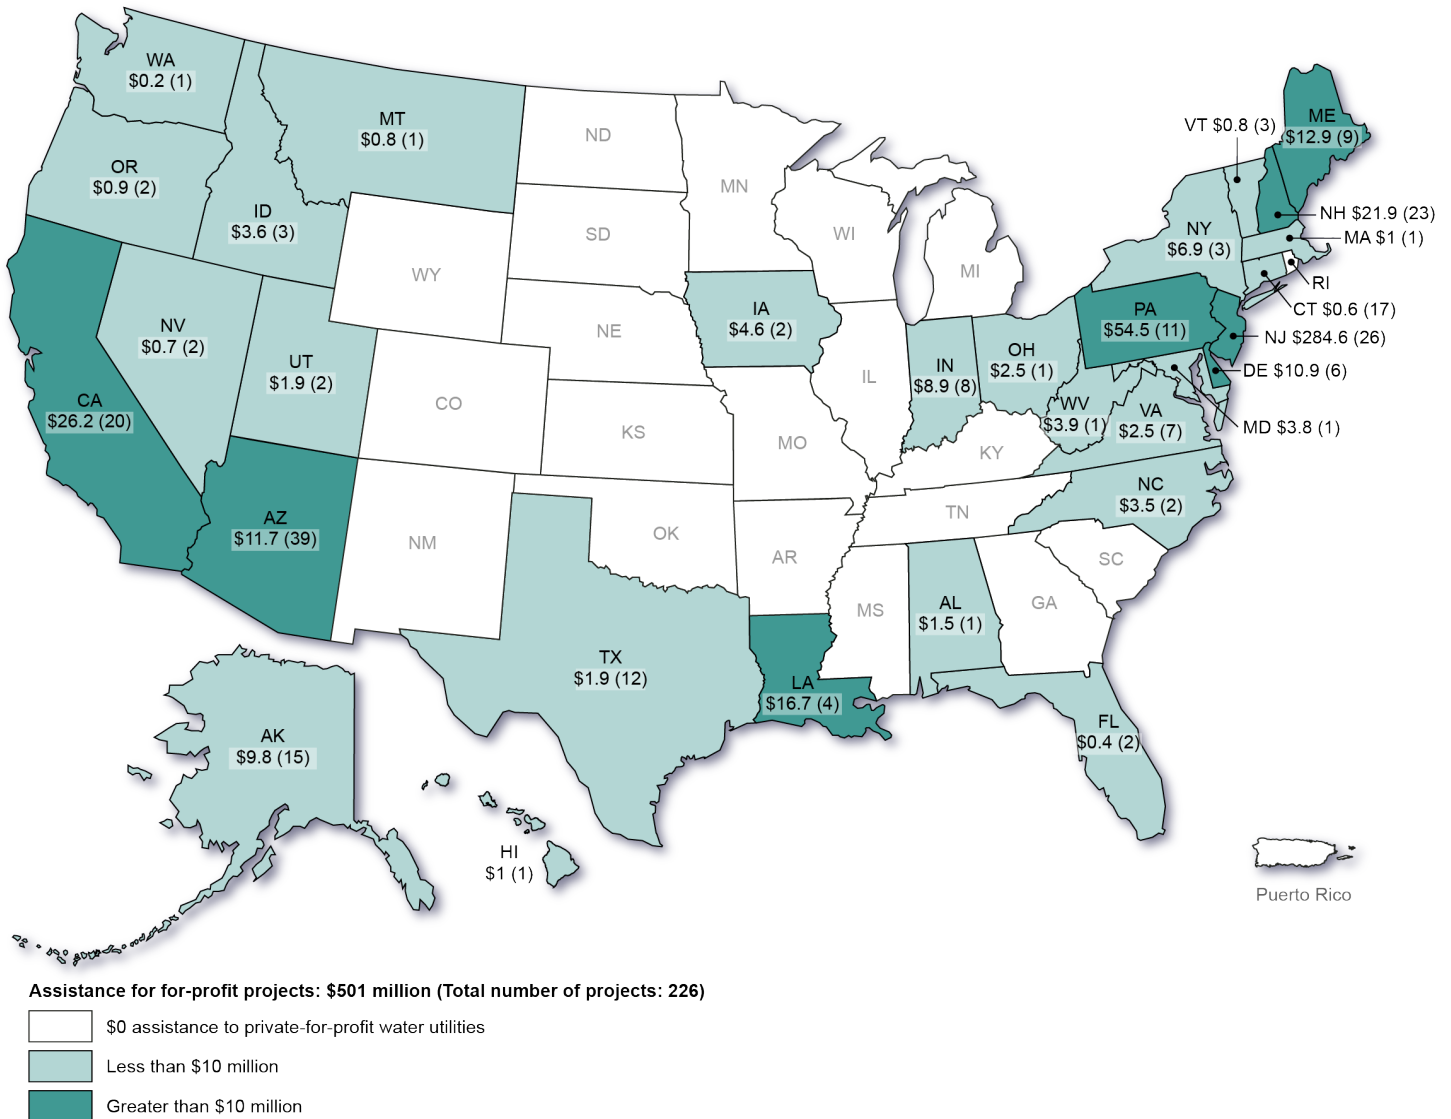 WA
$0.2 (1)
MT
$0.8 (1)
ND
MN
VT $0.8 (3)
ME
$12.9 (9)
OR
$0.9 (2)
ID
$3.6 (3)
SD
WI
MI
NY
$6.9 (3)
NH $21.9 (23)
MA $1 (1)
RI
WY
NE
IA
$4.6 (2)
CT $0.6 (17)
PA
$54.5 (11)
NJ $284.6 (26)
NV
$0.7 (2)
UT
$1.9 (2)
IL
IN
$8.9 (8)
OH
$2.5 (1)
DE $10.9 (6)
CA
$26.2 (20)
CO
KS
MO
KY
WV
$3.9 (1)
VA
$2.5 (7)
MD $3.8 (1)
AZ
$11.7 (39)
NM
OK
AR
TN
NC
$3.5 (2)
SC
MS
AL
$1.5 (1)
GA
TX
$1.9 (12)
LA
$16.7 (4)
FL
$0.4 (2)
AK
$9.8 (15)
HI
$1 (1)
Puerto Rico
Assistance for for-profit projects: $501 million (Total number of projects: 226)
$0 assistance to private-for-profit water utilities
Less than $10 million
Greater than $10 million